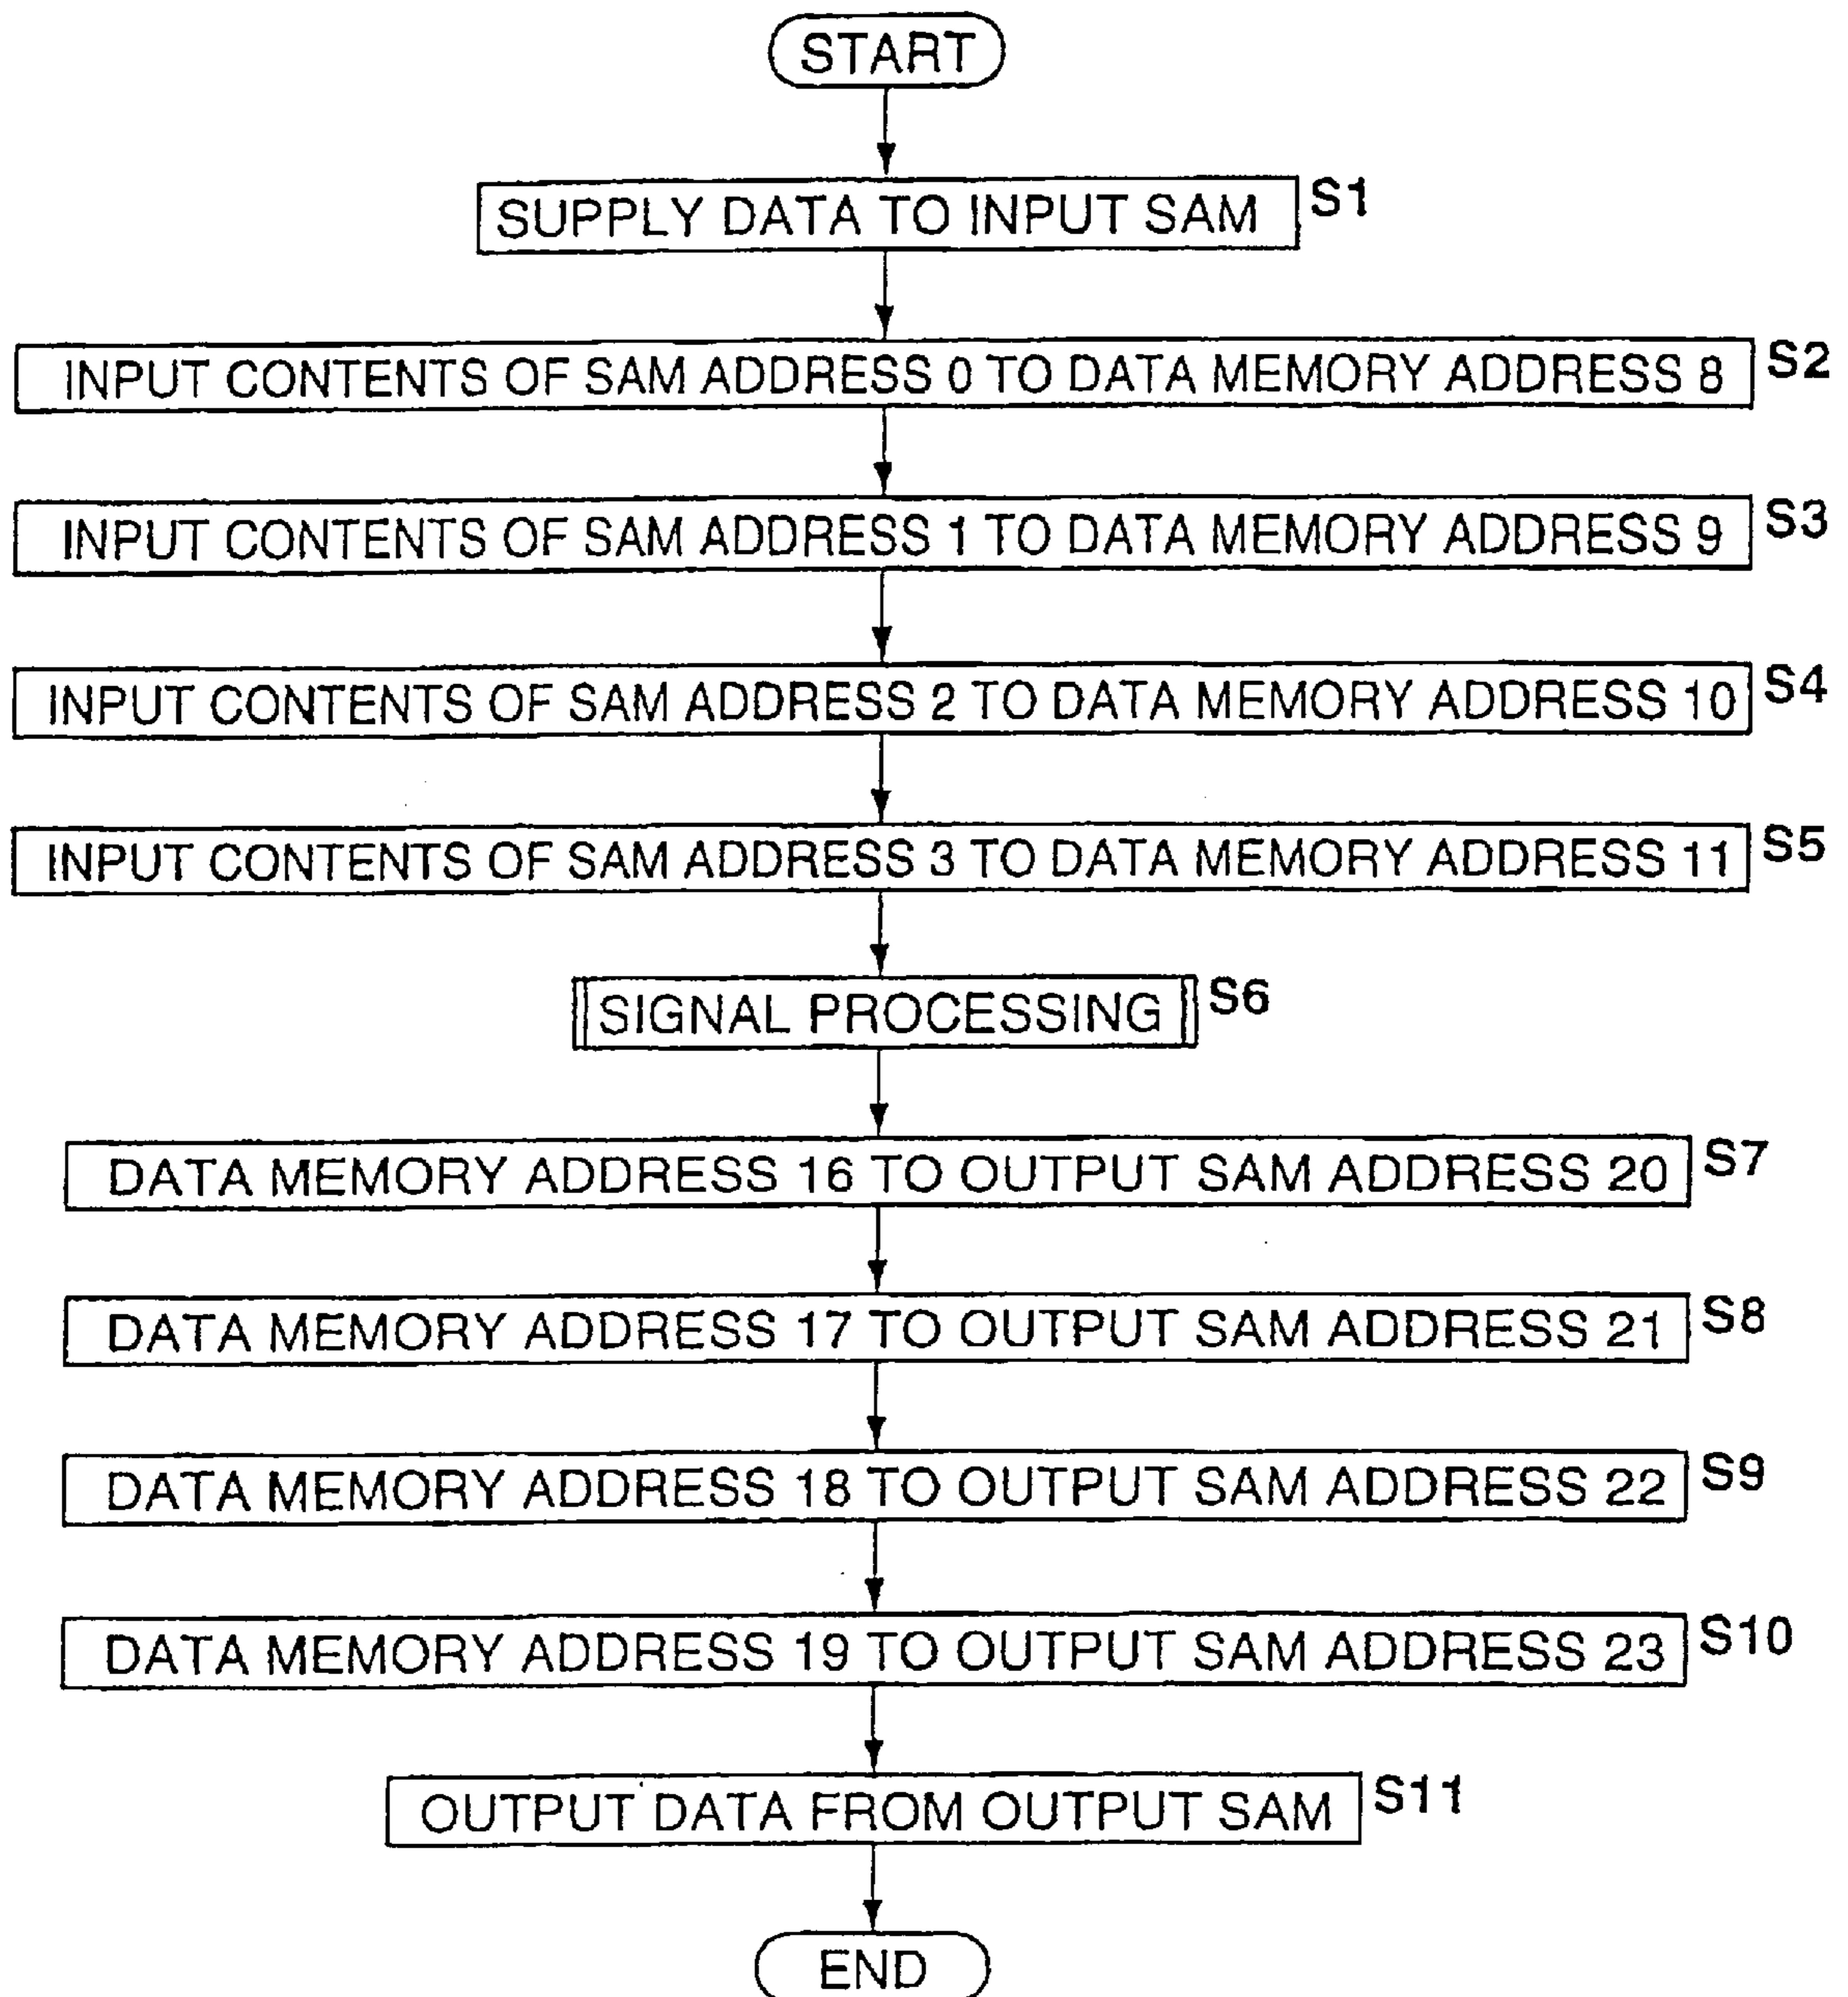 START
SUPPLY DATA TO INPUT SAM S1
INPUT CONTENTS OF SAM ADDRESS 0 TO DATA MEMORY ADDRESS 8 S2
INPUT CONTENTS OF SAM ADDRESS 1 TO DATA MEMORY ADDRESS 9 S3
INPUT CONTENTS OF SAM ADDRESS 2 TO DATA MEMORY ADDRESS 10 S4
INPUT CONTENTS OF SAM ADDRESS 3 TO DATA MEMORY ADDRESS 11 S5
SIGNAL PROCESSING S6
DATA MEMORY ADDRESS 16 TO OUTPUT SAM ADDRESS 20 S7
DATA MEMORY ADDRESS 17 TO OUTPUT SAM ADDRESS 21 S8
DATA MEMORY ADDRESS 18 TO OUTPUT SAM ADDRESS 22 S9
DATA MEMORY ADDRESS 19 TO OUTPUT SAM ADDRESS 23 S10
OUTPUT DATA FROM OUTPUT SAM S11
END